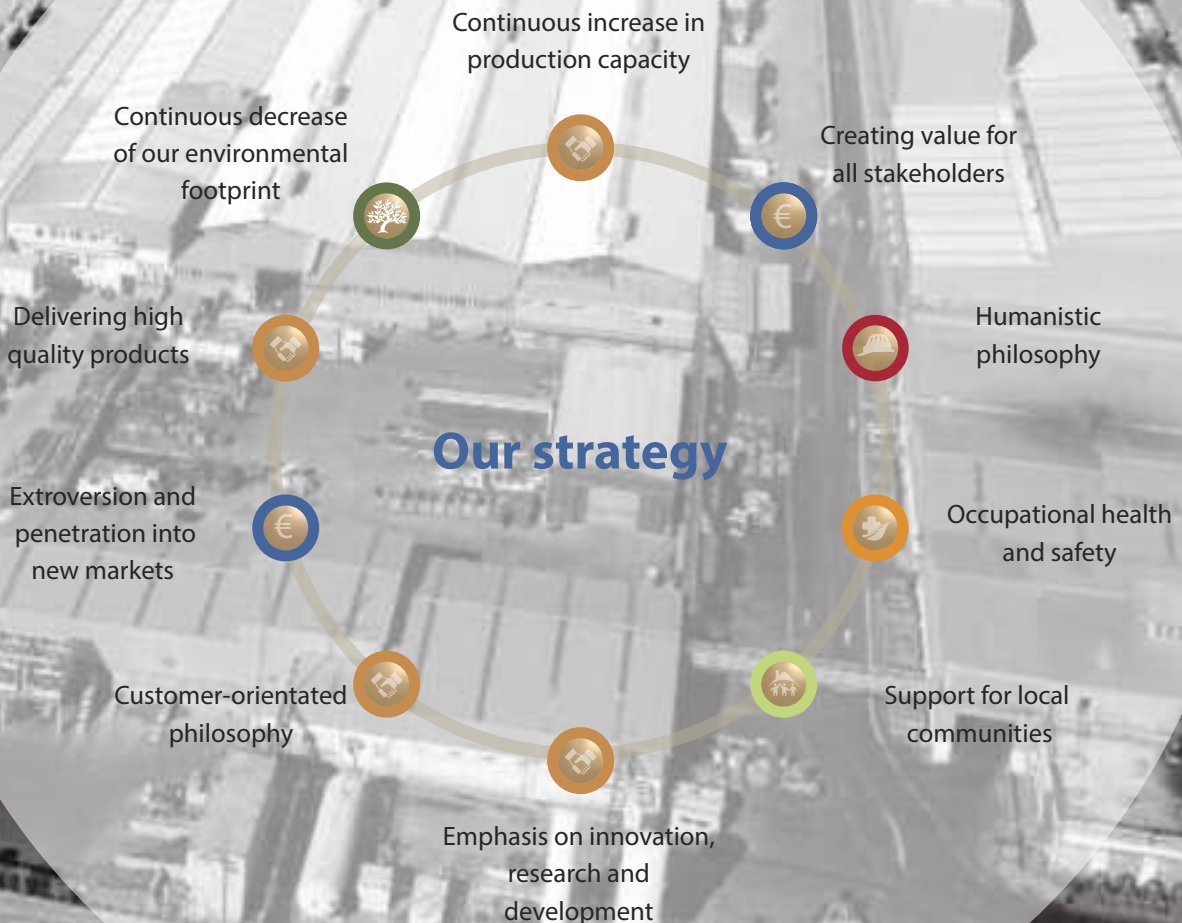 Continuous increase in
production capacity
Creating value for
all stakeholders
Humanistic
philosophy
Occupational health
and safety
Support for local
communities
Emphasis on innovation,
research and
development
Customer-orientated
philosophy
Extroversion and
penetration into
new markets
Delivering high
quality products
Continuous decrease
of our environmental
footprint
Our strategy